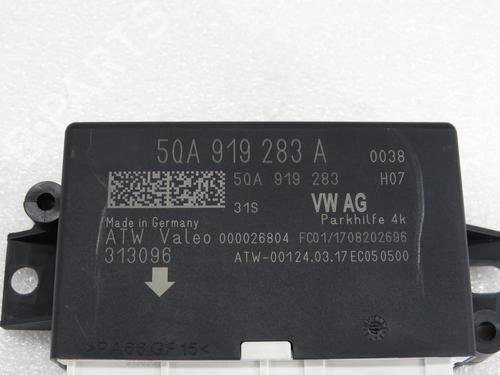 5QA 919 283 A
0038
5QA 919 283
H07
31S
VW AG
Parkhilfe 4k
Made in Germany
ATW Valeo 000026804 FC01/1708202696
313096
ATW-00124.03.17EC050500
>PA66 GF15<